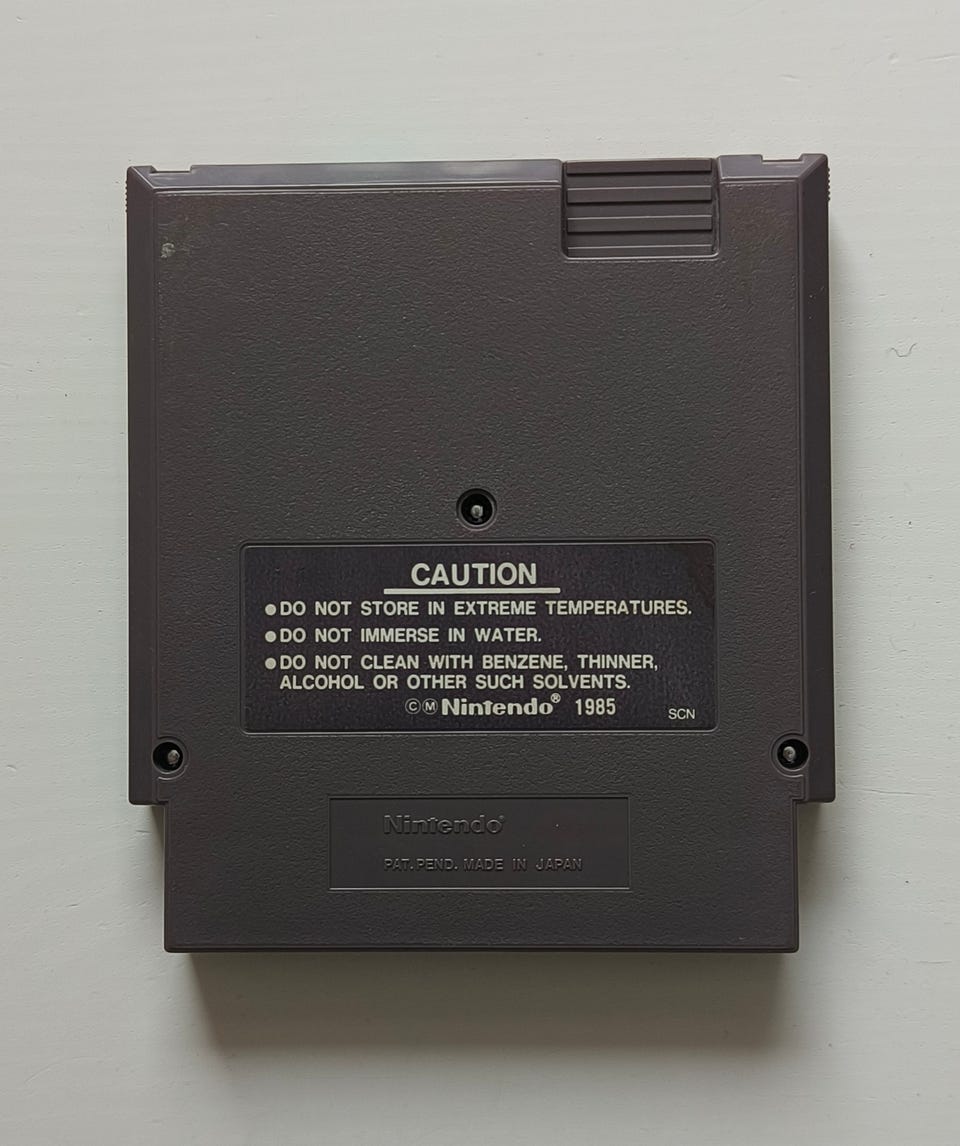 CAUTION
●DO NOT STORE IN EXTREME TEMPERATURES.
●DO NOT IMMERSE IN WATER.
●DO NOT CLEAN WITH BENZENE, THINNER,
ALCOHOL OR OTHER SUCH SOLVENTS.
ⒸⓂNintendo® 1985
SCN
Nintendo®
PAT.PEND. MADE IN JAPAN